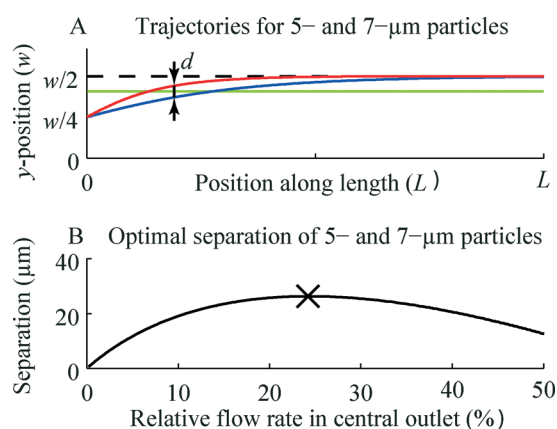 A Trajectories for 5− and 7−µm particles
y-position (w)
w/2
w/4
0
d
0
L
Position along length (L)
B Optimal separation of 5− and 7−µm particles
Separation (µm)
40
20
0
0 10 20 30 40 50
Relative flow rate in central outlet (%)